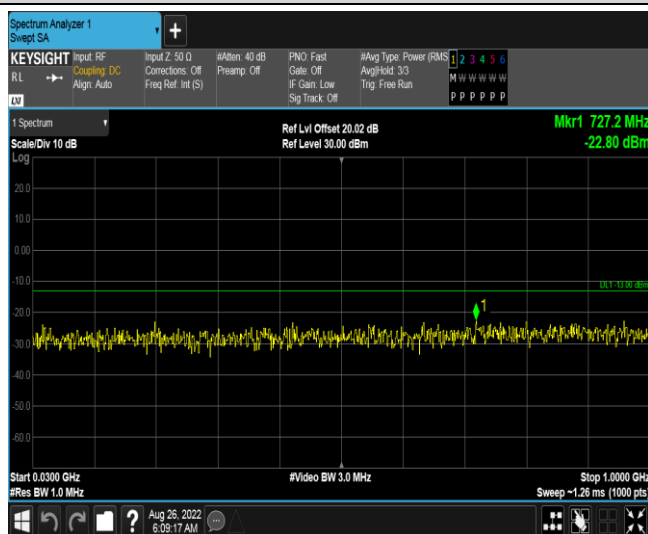 Spectrum Analyzer 1
Swept SA
KEYSIGHT
RL
LXI
Input: RF
Coupling: DC
Align: Auto
Input Z: 50 Ω
Corrections: Off
Freq Ref: Int (S)
#Atten: 40 dB
Preamp: Off
PNO: Fast
Gate: Off
IF Gain: Low
Sig Track: Off
#Avg Type: Power (RMS
Avg|Hold: 3/3
Trig: Free Run
1 2 3 4 5 6
M W W W W W
P P P P P P
1 Spectrum
Scale/Div 10 dB
Log
Ref Lvl Offset 20.02 dB
Ref Level 30.00 dBm
Mkr1 727.2 MHz
-22.80 dBm
20.0
10.0
0.00
-10.0
DL1 -13.00 dBm
1
-20.0
-30.0
-40.0
-50.0
-60.0
Start 0.0300 GHz
#Video BW 3.0 MHz
Stop 1.0000 GHz
#Res BW 1.0 MHz
Sweep ~1.26 ms (1000 pts)
?
Aug 26, 2022
6:09:17 AM